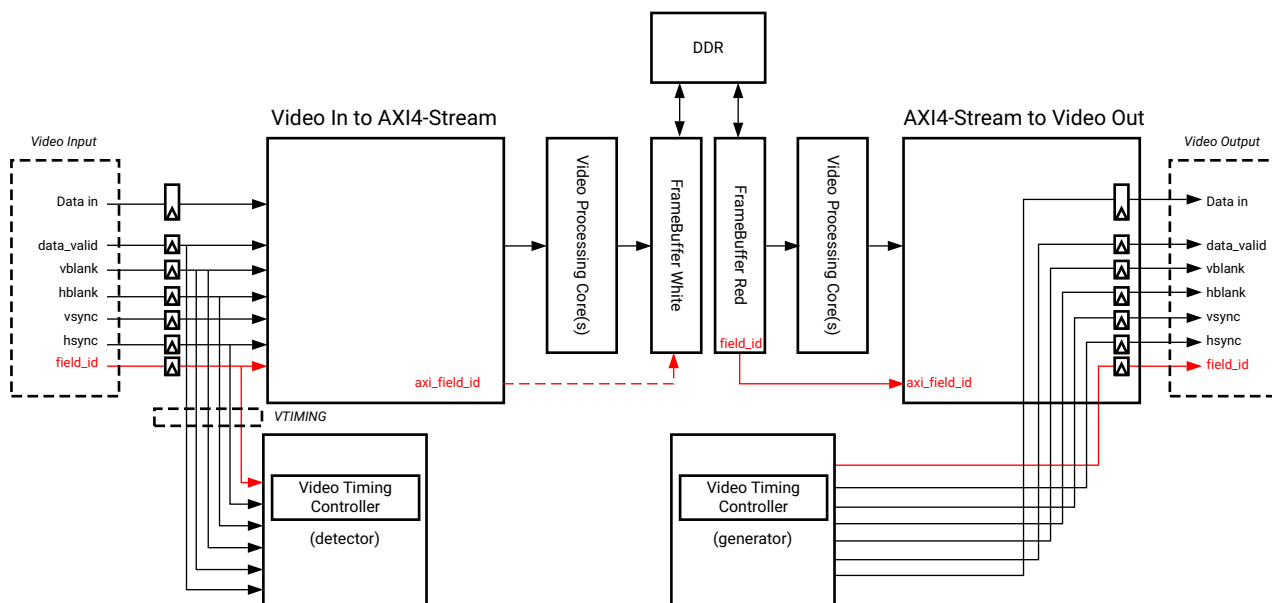 DDR
Video In to AXI4-Stream
AXI4-Stream to Video Out
Video Input
Data in
data_valid
vblank
hblank
vsync
hsync
field_id
axi_field_id
Video Processing Core(s)
FrameBuffer White
FrameBuffer Red
field_id
Video Processing Core(s)
axi_field_id
Video Output
Data in
data_valid
vblank
hblank
vsync
hsync
field_id
VTIMING
Video Timing
Controller
(detector)
Video Timing
Controller
(generator)